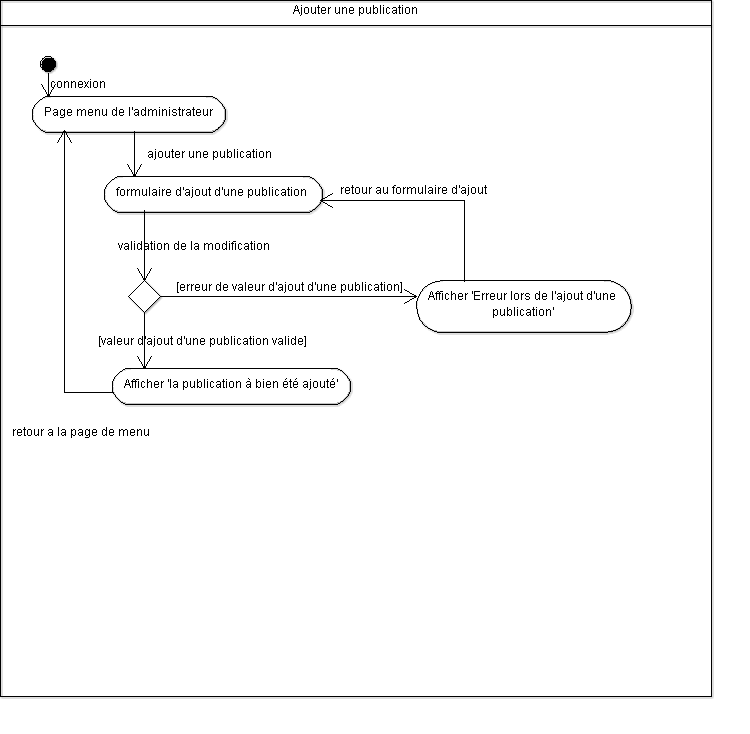 Ajouter une publication
connexion
Page menu de l'administrateur
ajouter une publication
formulaire d'ajout d'une publication
retour au formulaire d'ajout
validation de la modification
[erreur de valeur d'ajout d'une publication]
Afficher 'Erreur lors de l'ajout d'une
publication'
[valeur d'ajout d'une publication valide]
Afficher 'la publication à bien été ajouté'
retour a la page de menu